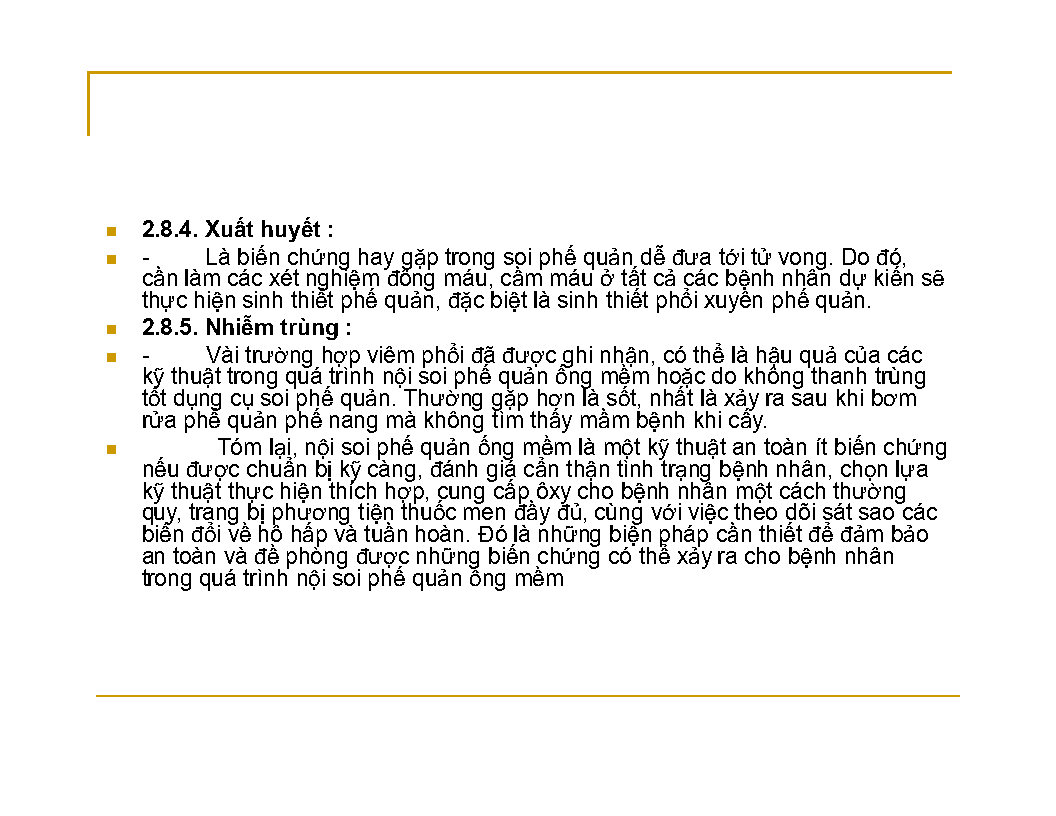 2.8.4. Xuất huyết :
- Là biến chứng hay gặp trong soi phế quản dễ đưa tới tử vong. Do đó,
cần làm các xét nghiệm đông máu, cầm máu ở tất cả các bệnh nhân dự kiến sẽ
thực hiện sinh thiết phế quản, đặc biệt là sinh thiết phổi xuyên phế quản.
2.8.5. Nhiễm trùng :
- Vài trường hợp viêm phổi đã được ghi nhận, có thể là hậu quả của các
kỹ thuật trong quá trình nội soi phế quản ống mềm hoặc do không thanh trùng
tốt dụng cụ soi phế quản. Thường gặp hơn là sốt, nhất là xảy ra sau khi bơm
rửa phế quản phế nang mà không tìm thấy mầm bệnh khi cấy.
Tóm lại, nội soi phế quản ống mềm là một kỹ thuật an toàn ít biến chứng
nếu được chuẩn bị kỹ càng, đánh giá cẩn thận tình trạng bệnh nhân, chọn lựa
kỹ thuật thực hiện thích hợp, cung cấp ôxy cho bệnh nhân một cách thường
quy, trang bị phương tiện thuốc men đầy đủ, cùng với việc theo dõi sát sao các
biến đổi về hô hấp và tuần hoàn. Đó là những biện pháp cần thiết để đảm bảo
an toàn và đề phòng được những biến chứng có thể xảy ra cho bệnh nhân
trong quá trình nội soi phế quản ống mềm